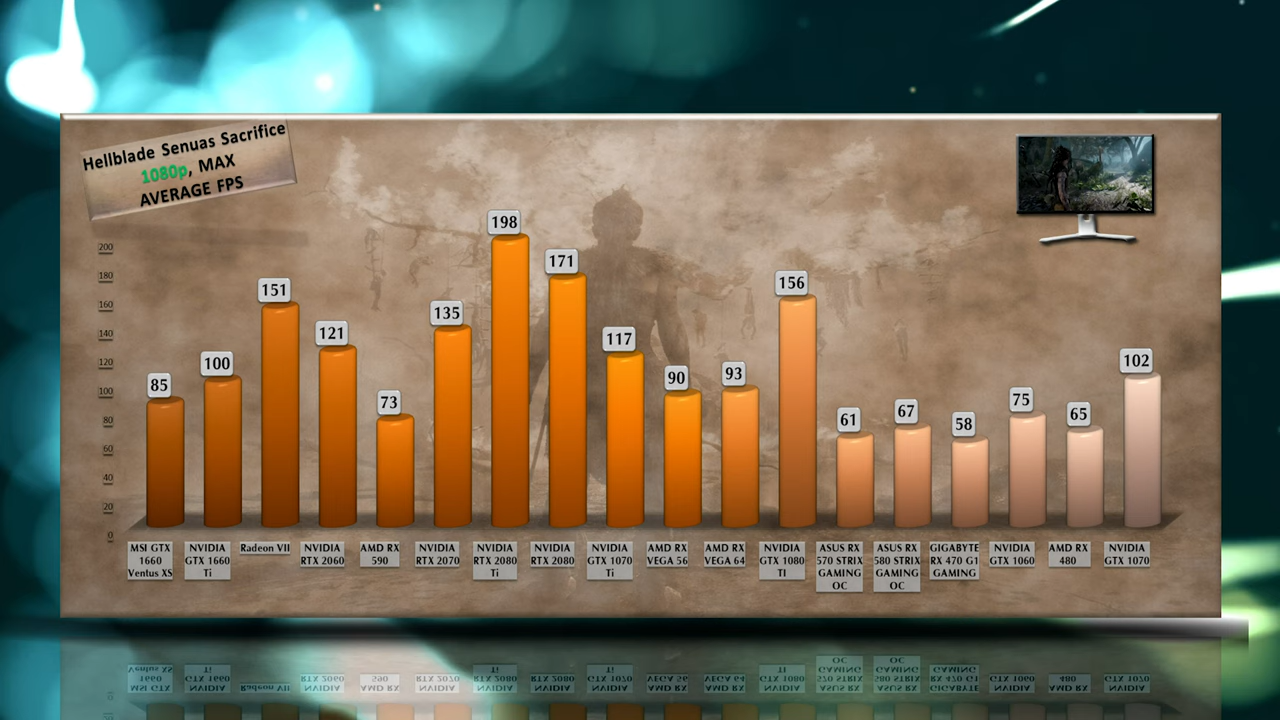 Hellblade Senuas Sacrifice
1080p, MAX
AVERAGE FPS
200
180
160
140
120
100
80
60
40
20
0
85
100
151
121
73
135
198
171
117
90
93
156
61
67
58
75
65
102
MSI GTX
1660
Ventus XS
NVIDIA
GTX 1660
Ti
Radeon VII
NVIDIA
RTX 2060
AMD RX
590
NVIDIA
RTX 2070
NVIDIA
RTX 2080
Ti
NVIDIA
RTX 2080
NVIDIA
GTX 1070
Ti
AMD RX
VEGA 56
AMD RX
VEGA 64
NVIDIA
GTX 1080
TI
ASUS RX
570 STRIX
GAMING
OC
ASUS RX
580 STRIX
GAMING
OC
GIGABYTE
RX 470 G1
GAMING
NVIDIA
GTX 1060
AMD RX
480
NVIDIA
GTX 1070